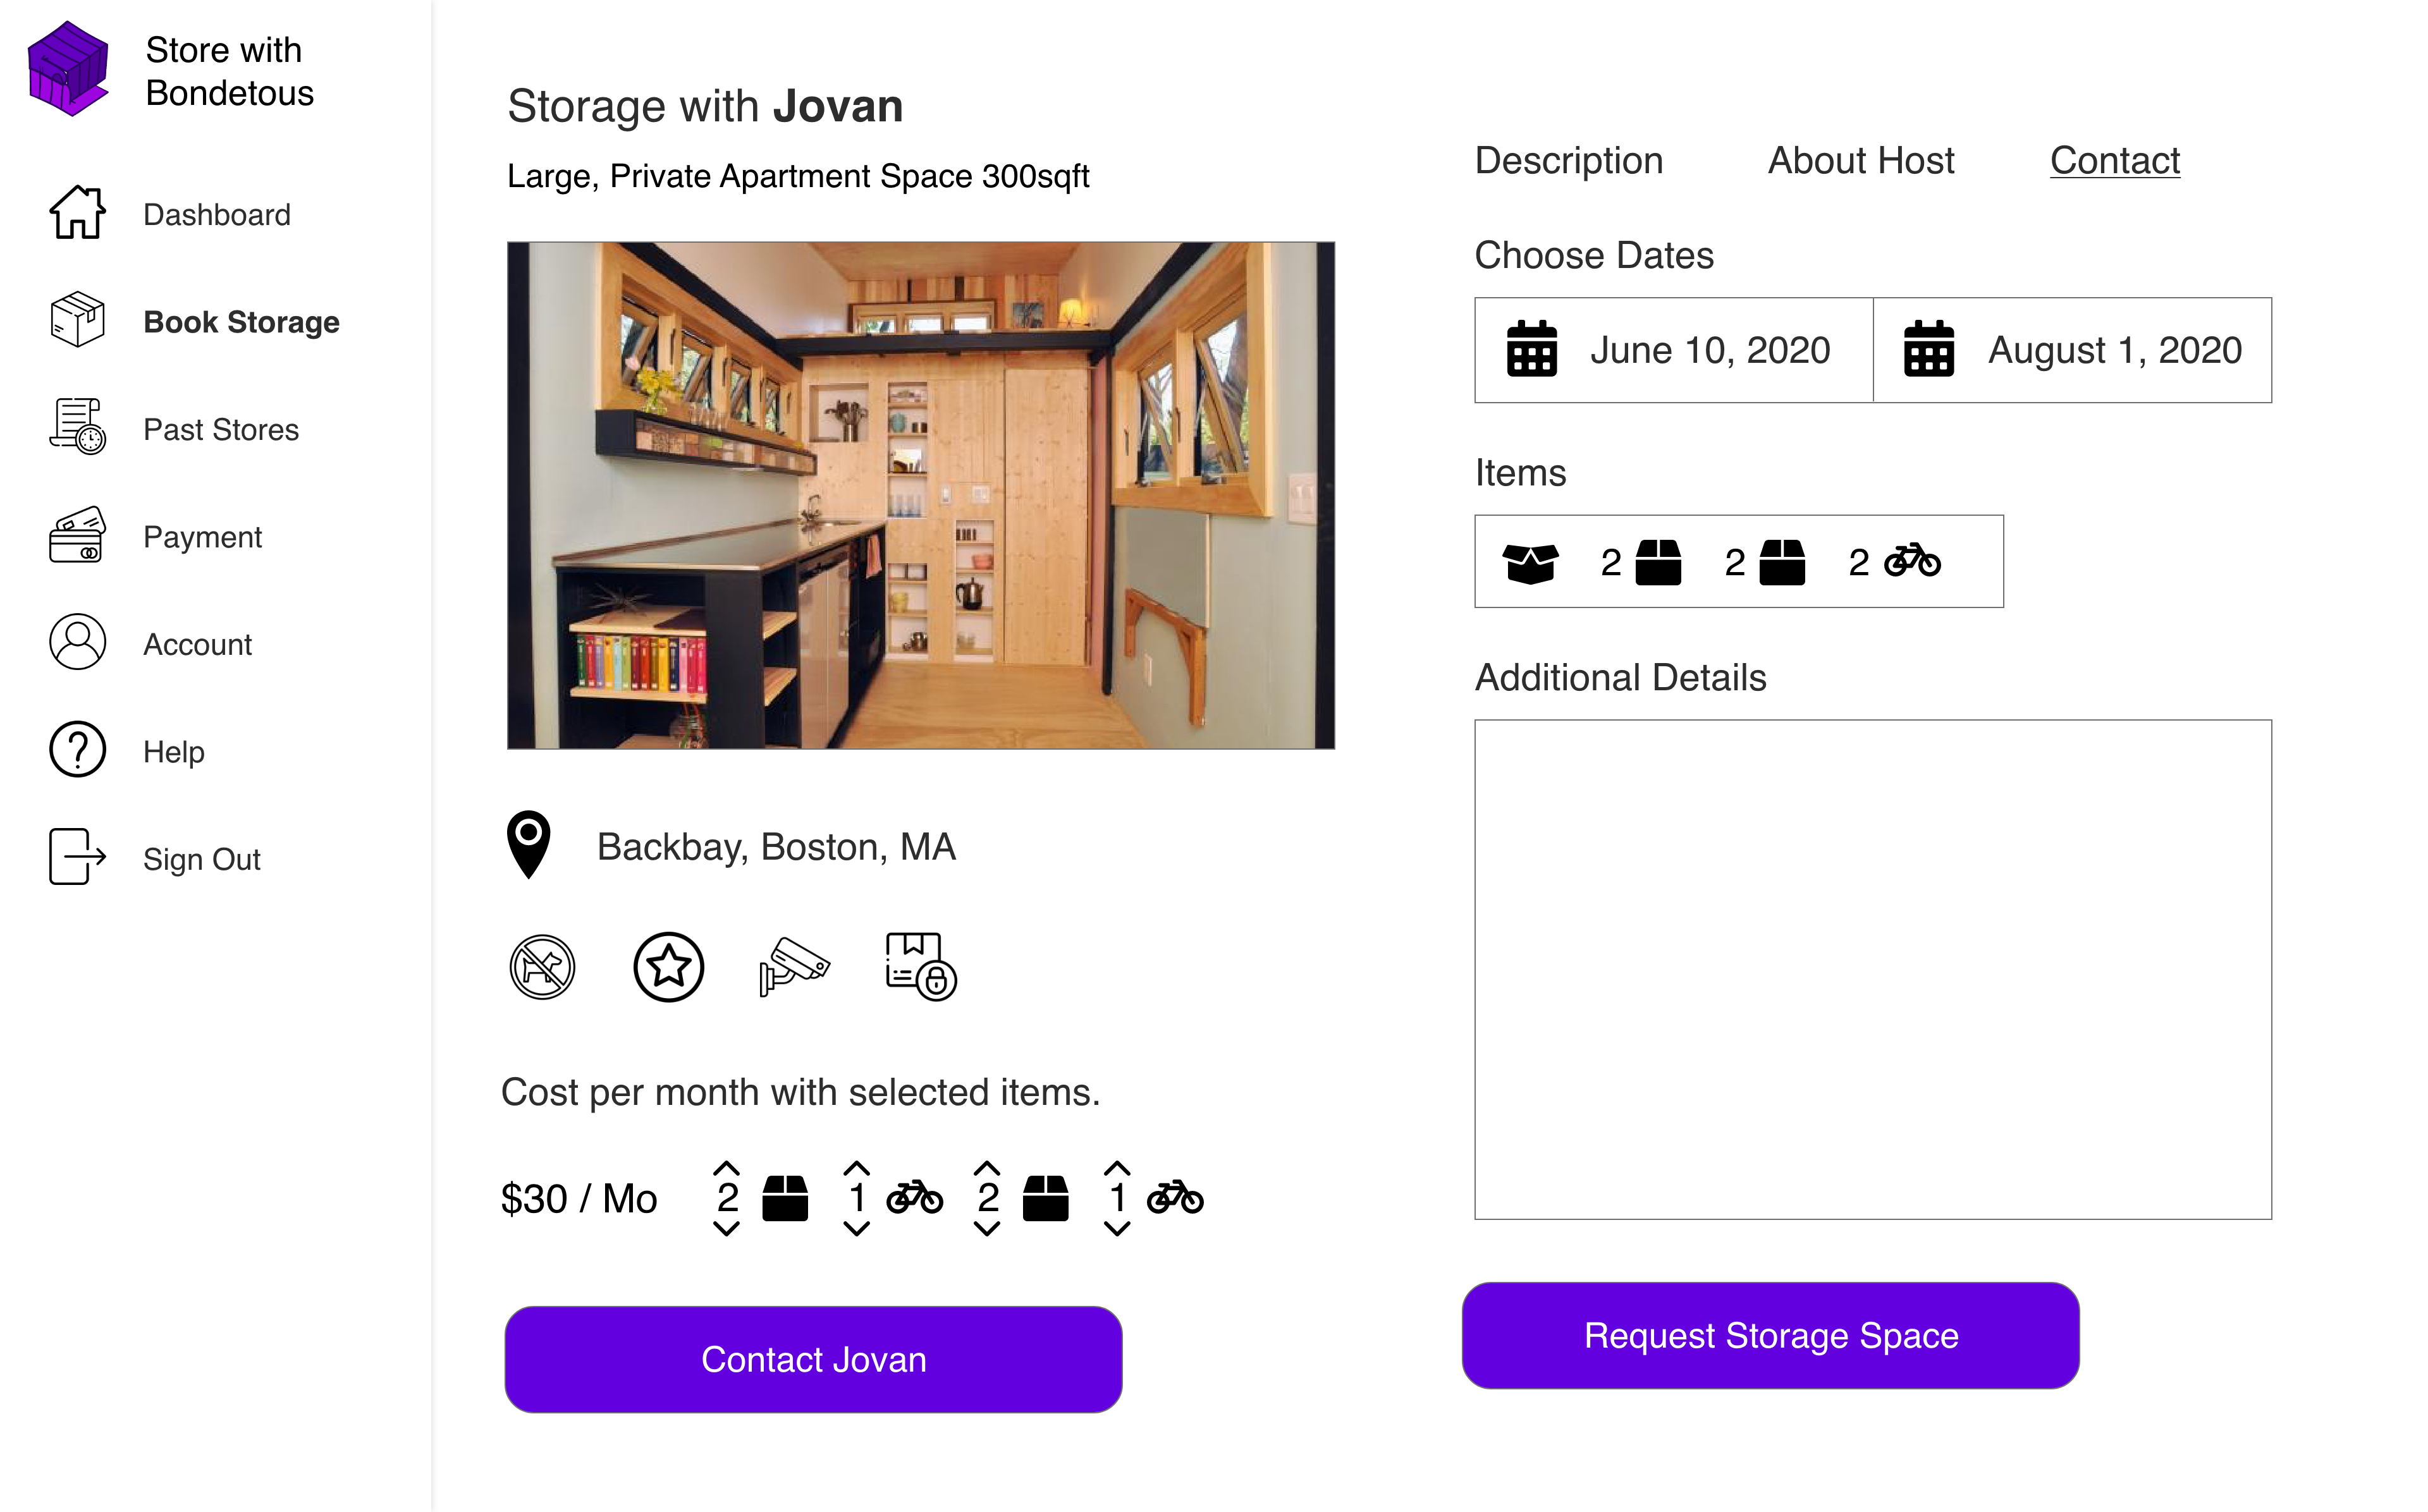 Store with
Bondetous
Dashboard
Book Storage
Past Stores
Payment
Account
Help
Sign Out
Storage with Jovan
Large, Private Apartment Space 300sqft
Backbay, Boston, MA
Cost per month with selected items.
$30 / Mo 2 1 2 1
Contact Jovan
Description About Host Contact
Choose Dates
June 10, 2020 August 1, 2020
Items
2 2 2
Additional Details
Request Storage Space